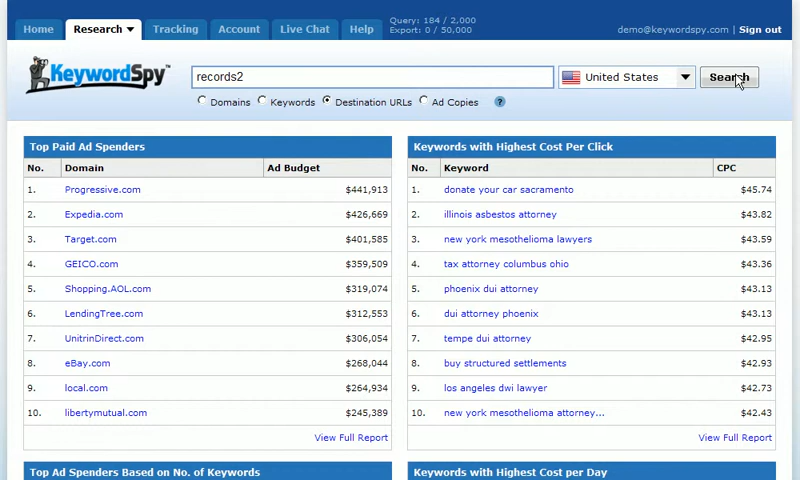 Home Research Tracking Account Live Chat Help Query: 184 / 2,000
Export: 0 / 50,000 demo@keywordspy.com | Sign out
KeywordSpy records2 United States Search
Domains Keywords Destination URLs Ad Copies ?
Top Paid Ad Spenders
No. Domain Ad Budget
1. Progressive.com $441,913
2. Expedia.com $426,669
3. Target.com $401,585
4. GEICO.com $359,509
5. Shopping.AOL.com $319,074
6. LendingTree.com $312,553
7. UnitrinDirect.com $306,054
8. eBay.com $268,044
9. local.com $264,934
10. libertymutual.com $245,389
View Full Report
Keywords with Highest Cost Per Click
No. Keyword CPC
1. donate your car sacramento $45.74
2. illinois asbestos attorney $43.82
3. new york mesothelioma lawyers $43.59
4. tax attorney columbus ohio $43.36
5. phoenix dui attorney $43.13
6. dui attorney phoenix $43.13
7. tempe dui attorney $42.95
8. buy structured settlements $42.93
9. los angeles dwi lawyer $42.73
10. new york mesothelioma attorney... $42.43
View Full Report
Top Ad Spenders Based on No. of Keywords
Keywords with Highest Cost per Day